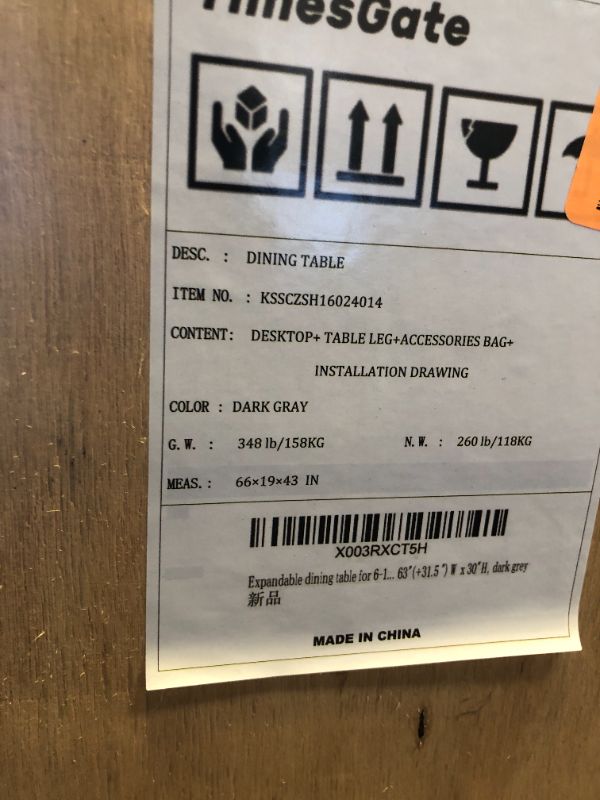 TimesGate
DESC. : DINING TABLE
ITEM NO. : KSSCZSH16024014
CONTENT: DESKTOP+ TABLE LEG+ACCESSORIES BAG+
INSTALLATION DRAWING
COLOR : DARK GRAY
G.W. : 348 lb/158KG N.W. : 260 lb/118KG
MEAS.: 66×19×43 IN
X003RXCT5H
Expandable dining table for 6-1... 63"(+31.5") W x 30"H, dark grey
新品
MADE IN CHINA